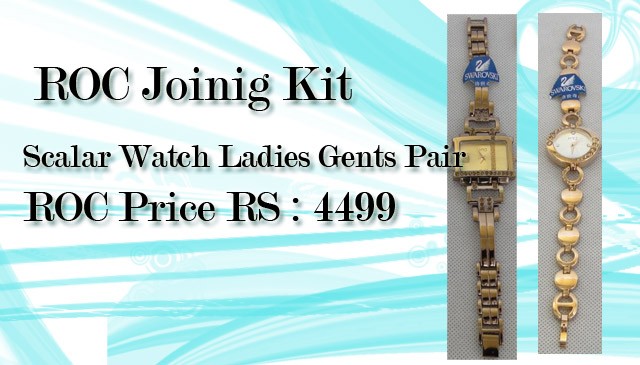 ROC Joinig Kit
Scalar Watch Ladies Gents Pair
ROC Price RS : 4499
SWAROVSKI
SWAROVSKI